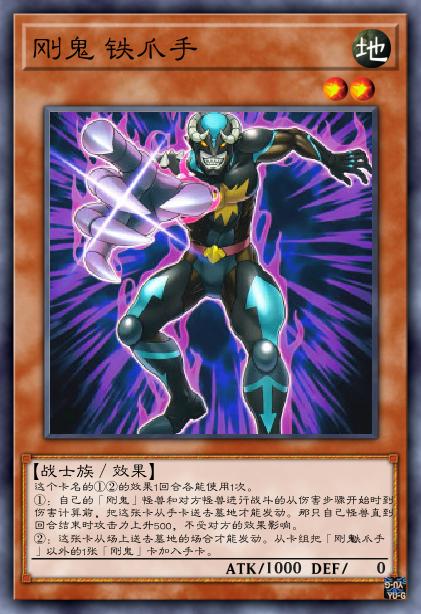 刚鬼 铁爪手
地
【战士族／效果】
这个卡名的①②的效果1回合各能使用1次。
①：自己的「刚鬼」怪兽和对方怪兽进行战斗的从伤害步骤开始时到
伤害计算前，把这张卡从手卡送去墓地才能发动。那只自己怪兽直到
回合结束时攻击力上升500，不受对方的效果影响。
②：这张卡从场上送去墓地的场合才能发动。从卡组把「刚鬼 铁爪手
」以外的1张「刚鬼」卡加入手卡。
ATK/1000 DEF/ 0
YU-G